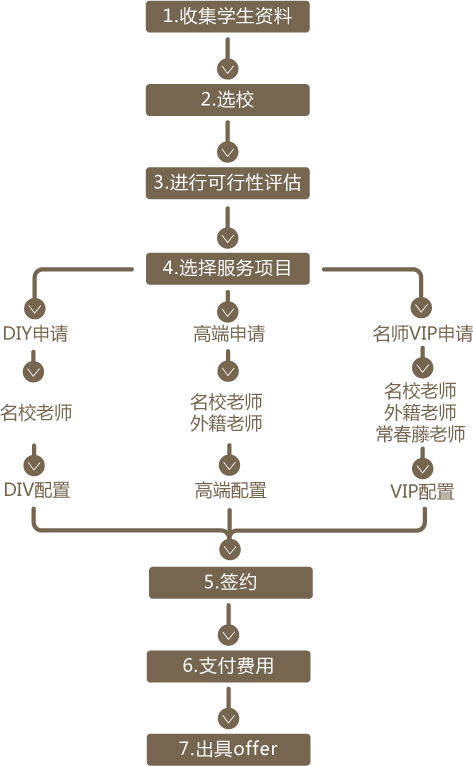 1.收集学生资料
2.选校
3.进行可行性评估
4.选择服务项目
DIY申请
高端申请
名师VIP申请
名校老师
名校老师
外籍老师
名校老师
外籍老师
常春藤老师
DIV配置
高端配置
VIP配置
5.签约
6.支付费用
7.出具offer